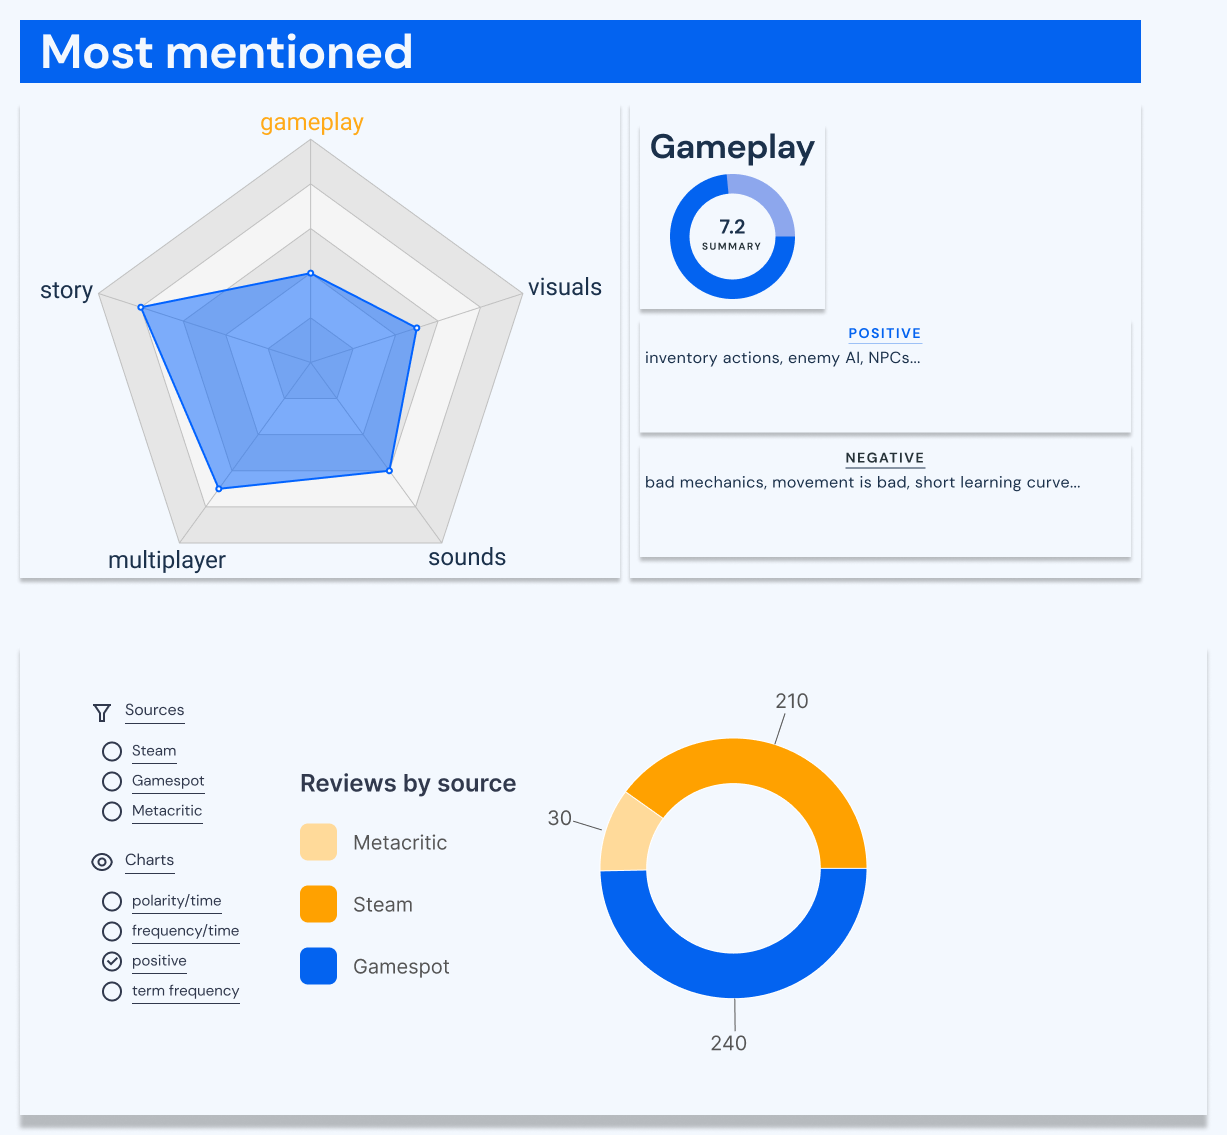 Most mentioned
gameplay
story
visuals
multiplayer
sounds
Gameplay
7.2
SUMMARY
POSITIVE
inventory actions, enemy AI, NPCs...
NEGATIVE
bad mechanics, movement is bad, short learning curve...
Sources
Steam
Gamespot
Metacritic
Charts
polarity/time
frequency/time
positive
term frequency
Reviews by source
Metacritic
Steam
Gamespot
210
30
240